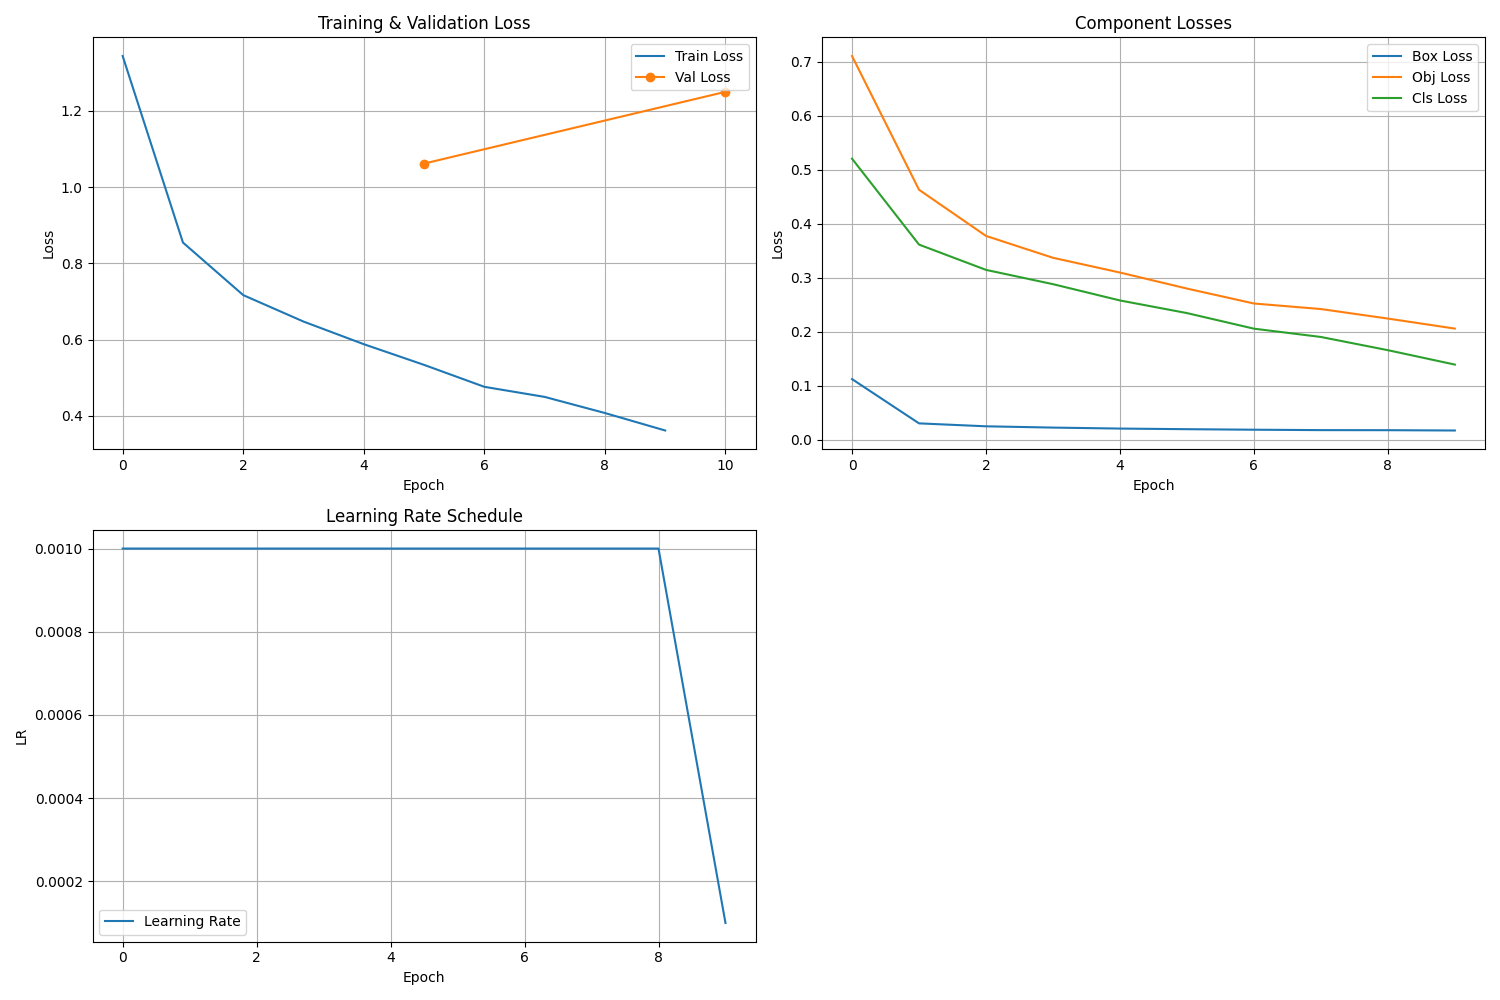 Training & Validation Loss
Train Loss
Val Loss
1.2
1.0
0.8
0.6
0.4
Loss
0 2 4 6 8 10
Epoch
Component Losses
Box Loss
Obj Loss
Cls Loss
0.7
0.6
0.5
0.4
0.3
0.2
0.1
0.0
Loss
0 2 4 6 8
Epoch
Learning Rate Schedule
0.0010
0.0008
0.0006
0.0004
0.0002
LR
Learning Rate
0 2 4 6 8
Epoch